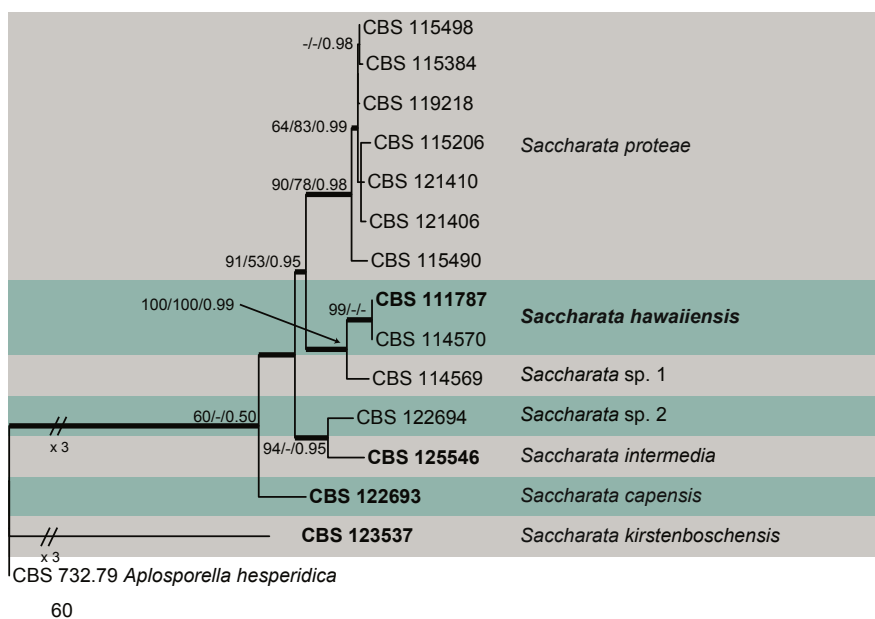 CBS 115498
-/-/0.98
CBS 115384
CBS 119218
64/83/0.99
CBS 115206
Saccharata proteae
90/78/0.98
CBS 121410
CBS 121406
91/53/0.95
CBS 115490
100/100/0.99
99/-/-
CBS 111787
Saccharata hawaiiensis
CBS 114570
CBS 114569
Saccharata sp. 1
60/-/0.50
CBS 122694
Saccharata sp. 2
x 3
94/-/0.95
CBS 125546
Saccharata intermedia
CBS 122693
Saccharata capensis
CBS 123537
Saccharata kirstenboschensis
x 3
CBS 732.79 Aplosporella hesperidica
60